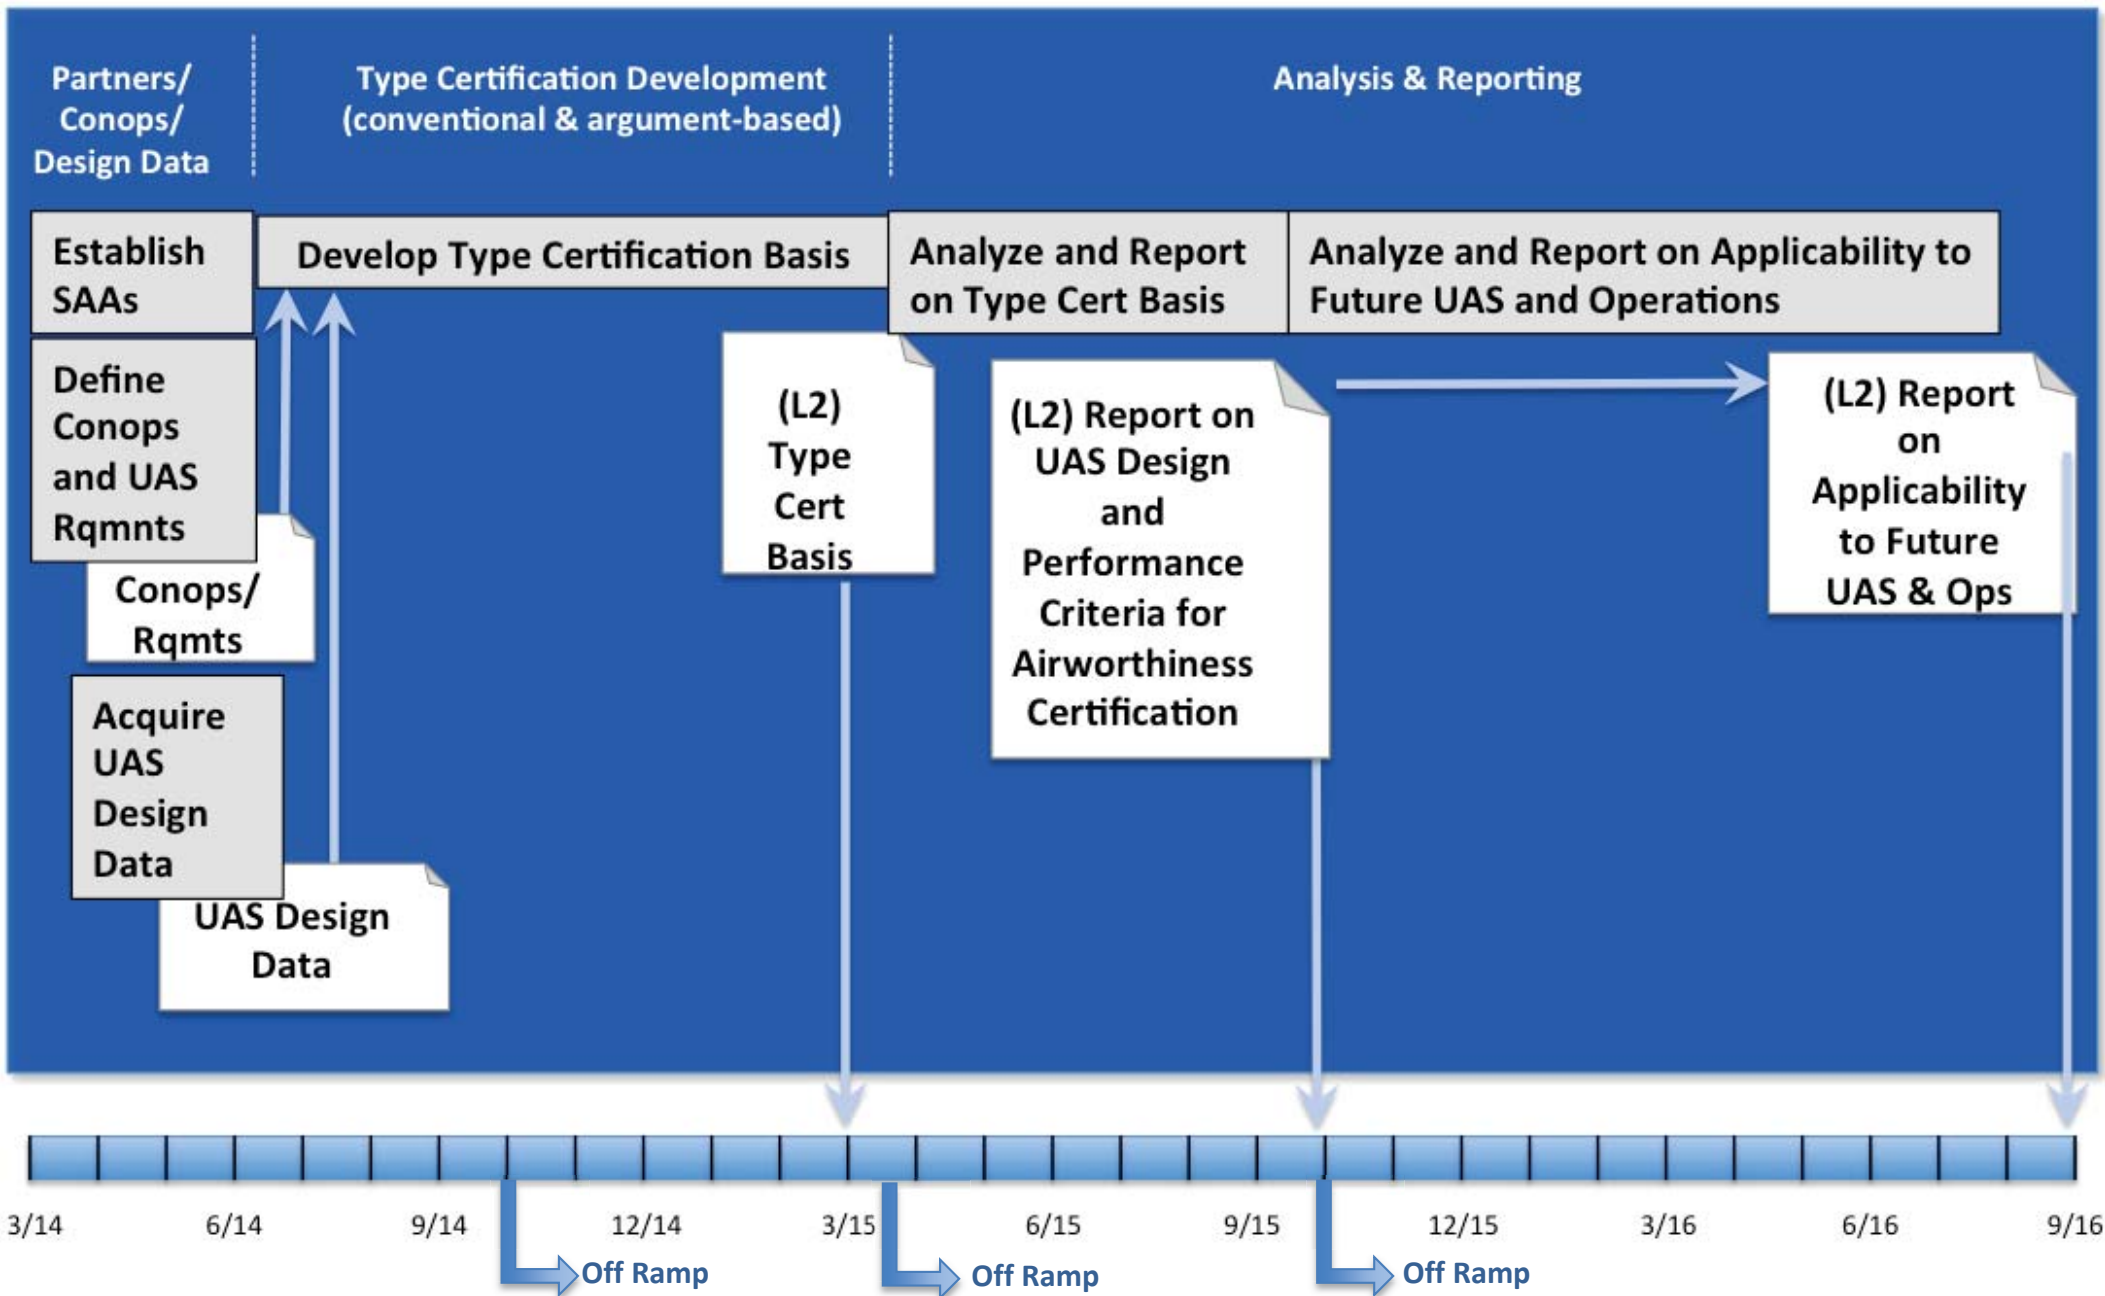 Partners/
Conops/
Design Data
Type Certification Development
(conventional & argument-based)
Analysis & Reporting
Establish
SAAs
Develop Type Certification Basis
Analyze and Report
on Type Cert Basis
Analyze and Report on Applicability to
Future UAS and Operations
Define
Conops
and UAS
Rqmnts
Conops/
Rqmts
Acquire
UAS
Design
Data
UAS Design
Data
(L2)
Type
Cert
Basis
(L2) Report on
UAS Design
and
Performance
Criteria for
Airworthiness
Certification
(L2) Report
on
Applicability
to Future
UAS & Ops
3/14
6/14
9/14
12/14
3/15
6/15
9/15
12/15
3/16
6/16
9/16
Off Ramp
Off Ramp
Off Ramp